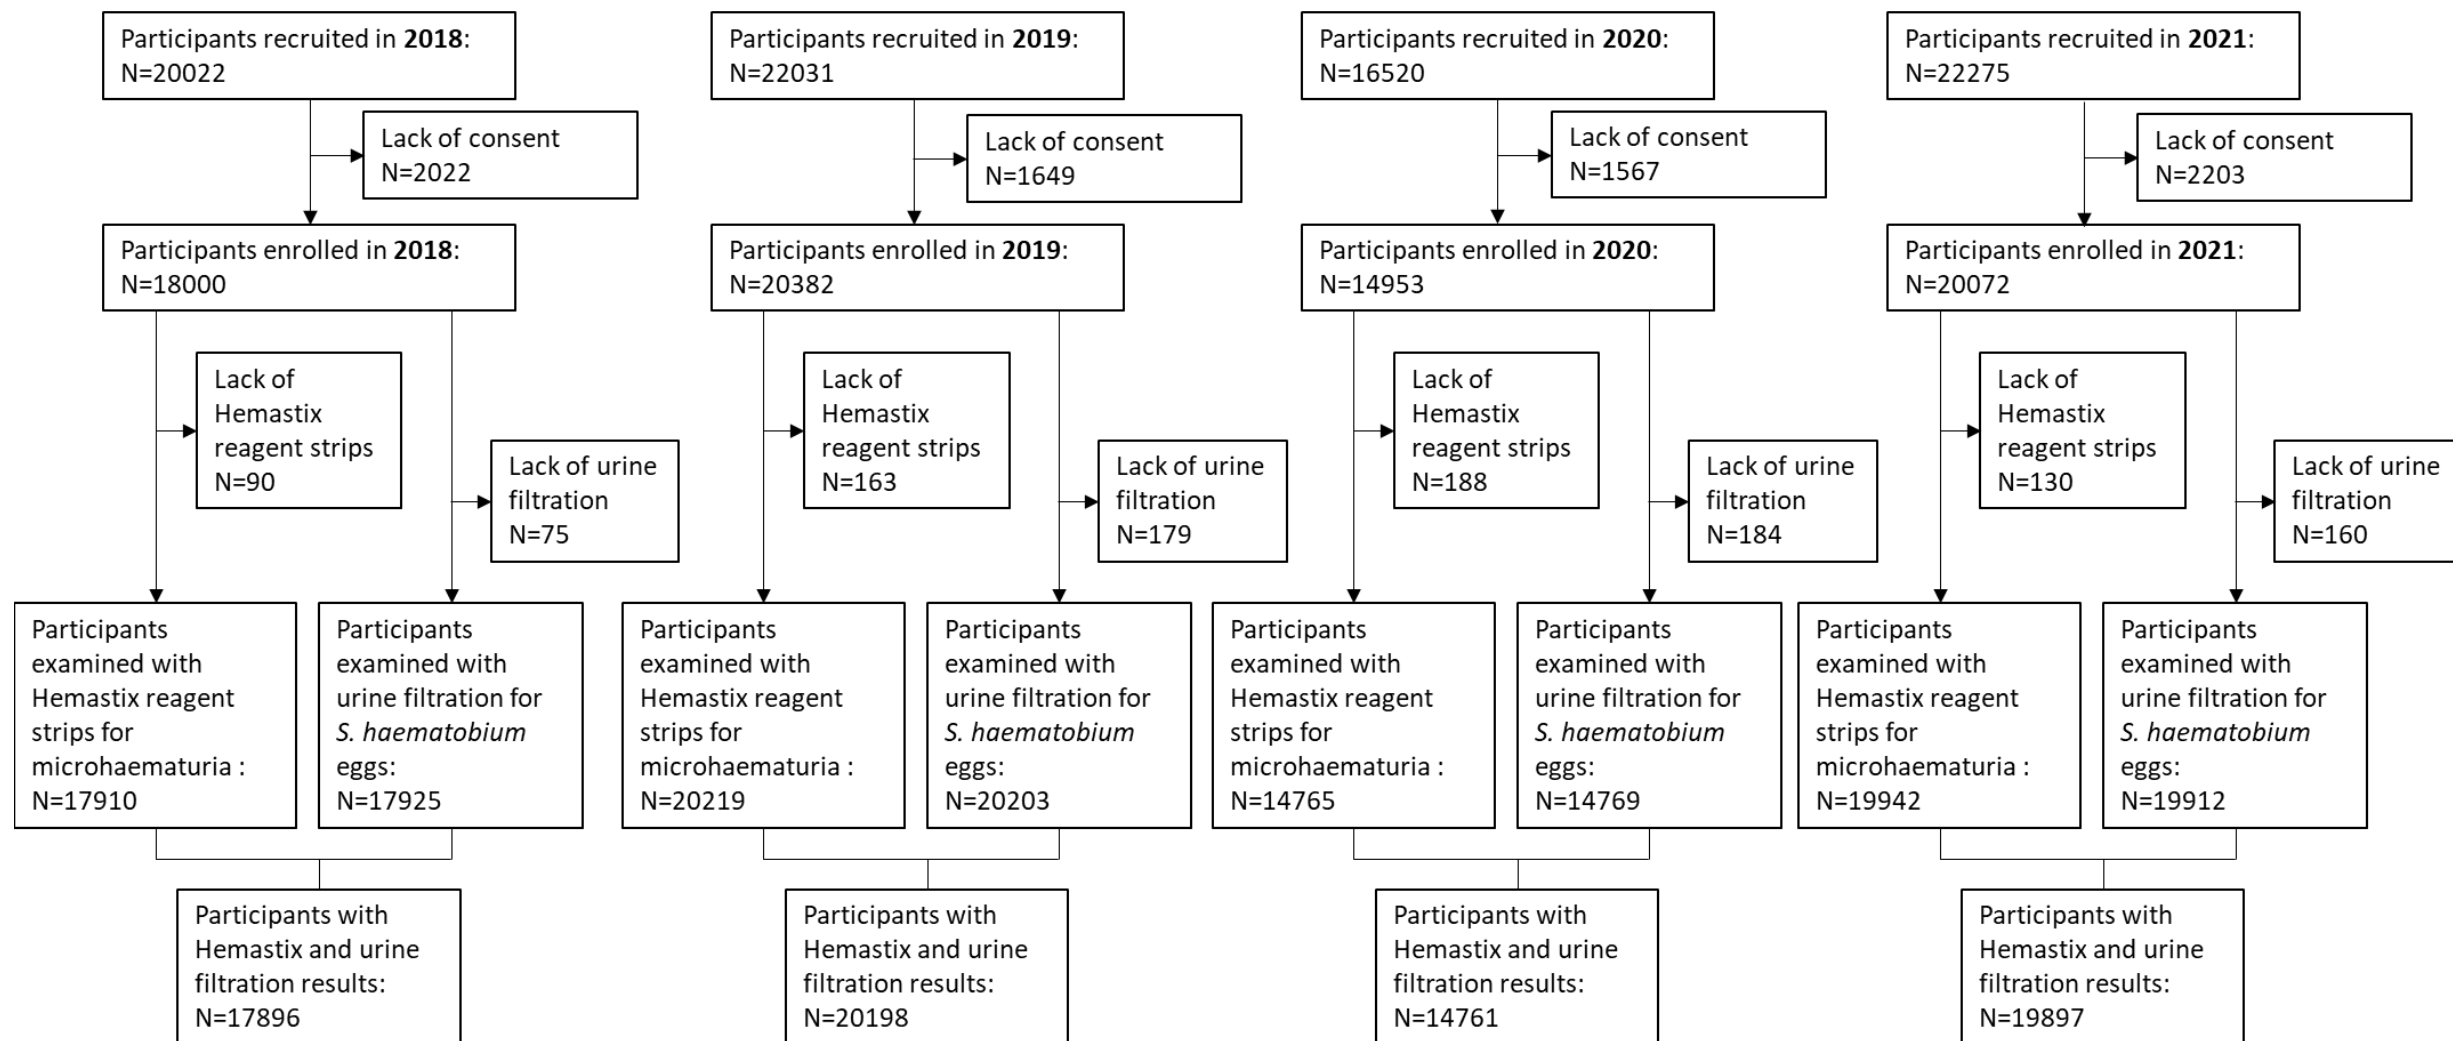 Participants recruited in 2018:
N=20022
Lack of consent
N=2022
Participants enrolled in 2018:
N=18000
Lack of
Hemastix
reagent strips
N=90
Lack of urine
filtration
N=75
Participants
examined with
Hemastix reagent
strips for
microhaematuria :
N=17910
Participants
examined with
urine filtration for
S. haematobium
eggs:
N=17925
Participants with
Hemastix and urine
filtration results:
N=17896
Participants recruited in 2019:
N=22031
Lack of consent
N=1649
Participants enrolled in 2019:
N=20382
Lack of
Hemastix
reagent strips
N=163
Lack of urine
filtration
N=179
Participants
examined with
Hemastix reagent
strips for
microhaematuria :
N=20219
Participants
examined with
urine filtration for
S. haematobium
eggs:
N=20203
Participants with
Hemastix and urine
filtration results:
N=20198
Participants recruited in 2020:
N=16520
Lack of consent
N=1567
Participants enrolled in 2020:
N=14953
Lack of
Hemastix
reagent strips
N=188
Lack of urine
filtration
N=184
Participants
examined with
Hemastix reagent
strips for
microhaematuria :
N=14765
Participants
examined with
urine filtration for
S. haematobium
eggs:
N=14769
Participants with
Hemastix and urine
filtration results:
N=14761
Participants recruited in 2021:
N=22275
Lack of consent
N=2203
Participants enrolled in 2021:
N=20072
Lack of
Hemastix
reagent strips
N=130
Lack of urine
filtration
N=160
Participants
examined with
Hemastix reagent
strips for
microhaematuria :
N=19942
Participants
examined with
urine filtration for
S. haematobium
eggs:
N=19912
Participants with
Hemastix and urine
filtration results:
N=19897